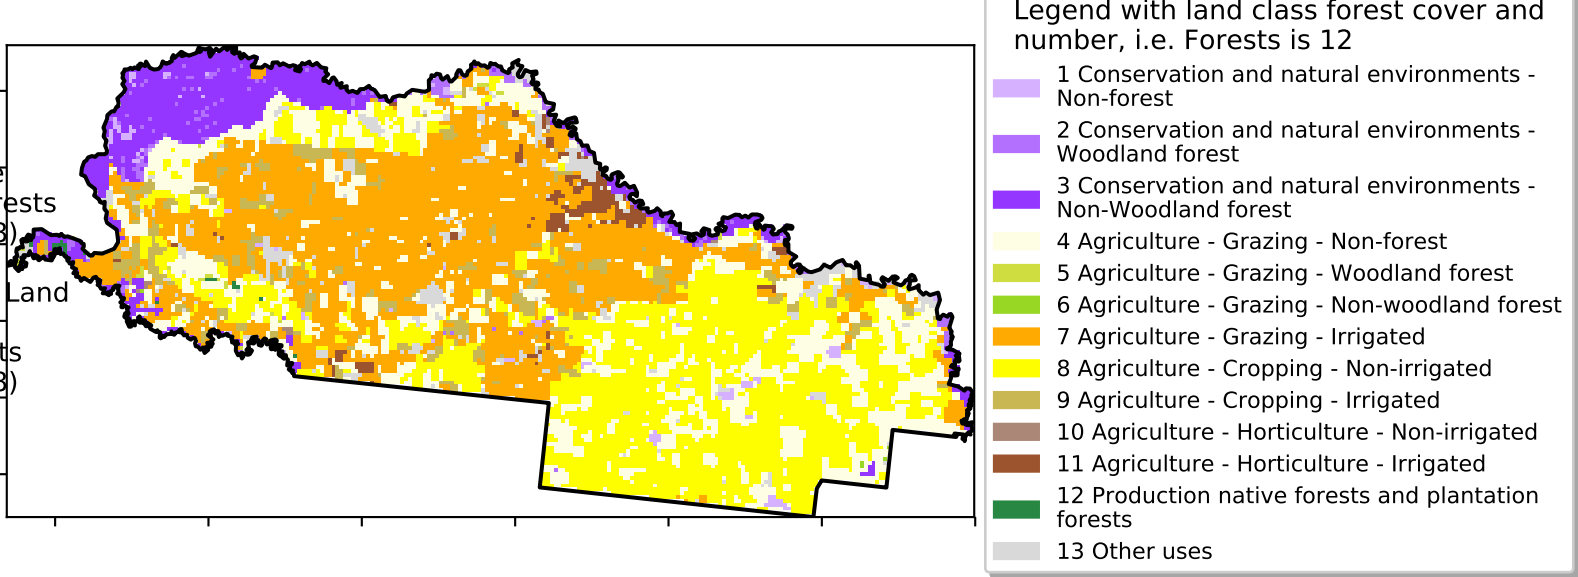 Legend with land class forest cover and
number, i.e. Forests is 12
1 Conservation and natural environments -
Non-forest
2 Conservation and natural environments -
Woodland forest
3 Conservation and natural environments -
Non-Woodland forest
4 Agriculture - Grazing - Non-forest
5 Agriculture - Grazing - Woodland forest
6 Agriculture - Grazing - Non-woodland forest
7 Agriculture - Grazing - Irrigated
8 Agriculture - Cropping - Non-irrigated
9 Agriculture - Cropping - Irrigated
10 Agriculture - Horticulture - Non-irrigated
11 Agriculture - Horticulture - Irrigated
12 Production native forests and plantation
forests
13 Other uses
rests
Land
ts